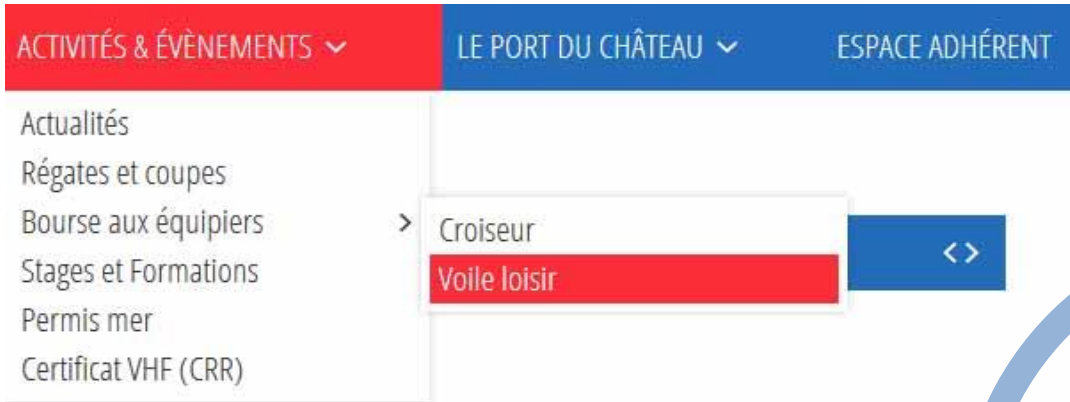 ACTIVITÉS & ÉVÈNEMENTS LE PORT DU CHÂTEAU ESPACE ADHÉRENT
Actualités
Régates et coupes
Bourse aux équipiers >
Croiseur
Voile loisir
Stages et Formations
Permis mer
Certificat VHF (CRR)
< >